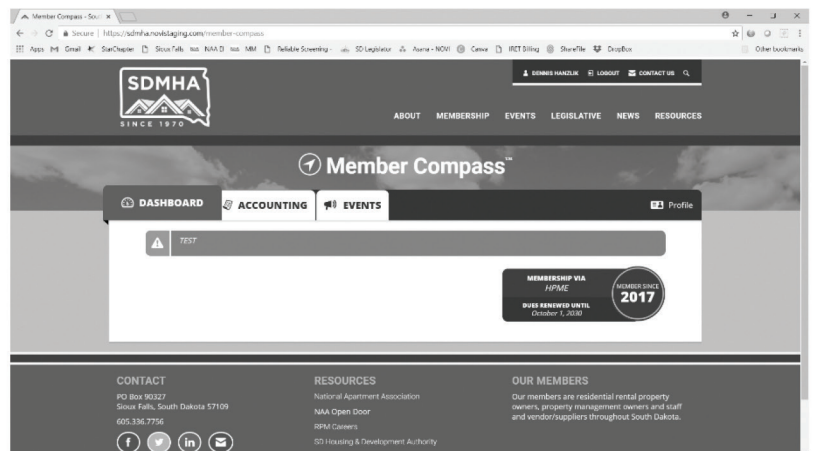 Member Compass - Sout
Secure | https://sdmha.novistaging.com/member-compass
Apps Gmail StarChapter Sioux Falls NAA D NAA MM Reliable Screening - SD Legislator Asana - NOVI Canva IRET Billing ShareFile DropBox Other bookmarks
SDMHA
SINCE 1970
DENNIS HANZLIK LOGOUT CONTACT US
ABOUT MEMBERSHIP EVENTS LEGISLATIVE NEWS RESOURCES
Member Compass™
DASHBOARD ACCOUNTING EVENTS Profile
TEST
MEMBERSHIP VIA
HPME
DUES RENEWED UNTIL
October 1, 2030
MEMBER SINCE
2017
CONTACT
PO Box 90327
Sioux Falls, South Dakota 57109
605.336.7756
RESOURCES
National Apartment Association
NAA Open Door
RPM Careers
SD Housing & Development Authority
OUR MEMBERS
Our members are residential rental property
owners, property management owners and staff
and vendor/suppliers throughout South Dakota.